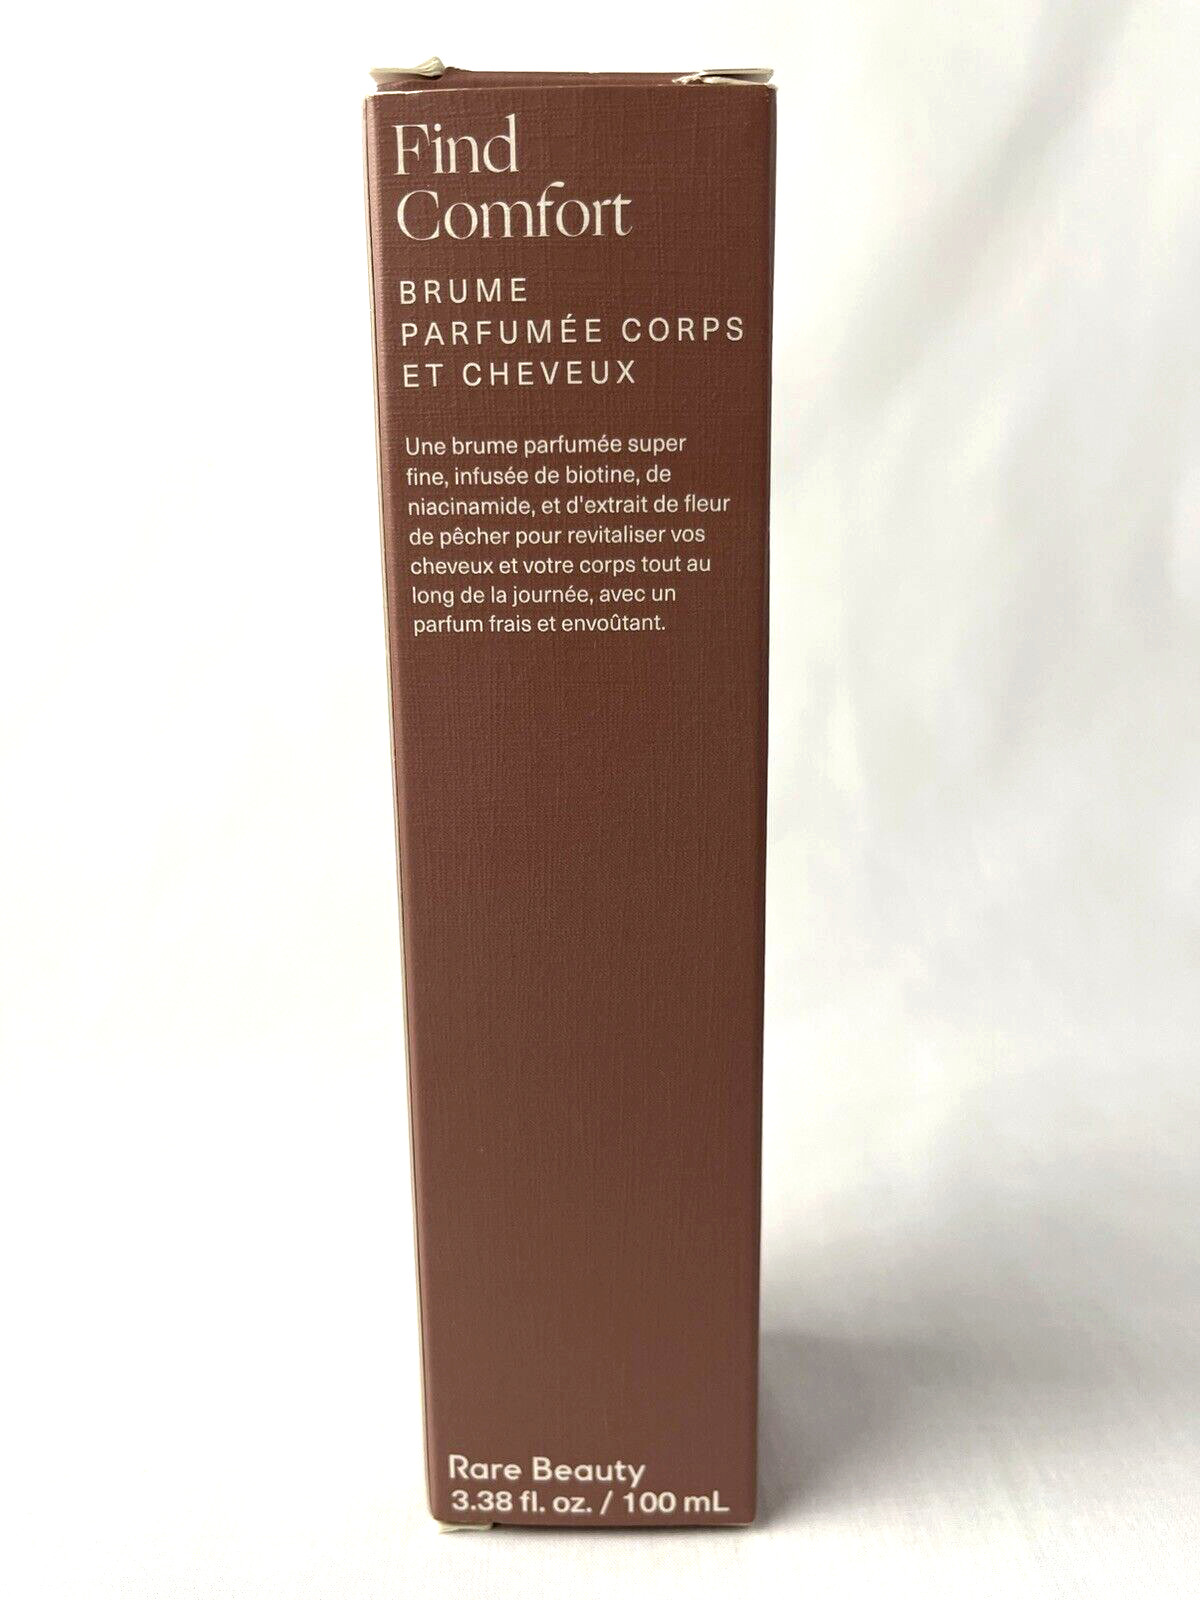 Find
Comfort
BRUME
PARFUMÉE CORPS
ET CHEVEUX
Une brume parfumée super
fine, infusée de biotine, de
niacinamide, et d'extrait de fleur
de pêcher pour revitaliser vos
cheveux et votre corps tout au
long de la journée, avec un
parfum frais et envoûtant.
Rare Beauty
3.38 fl. oz. / 100 mL